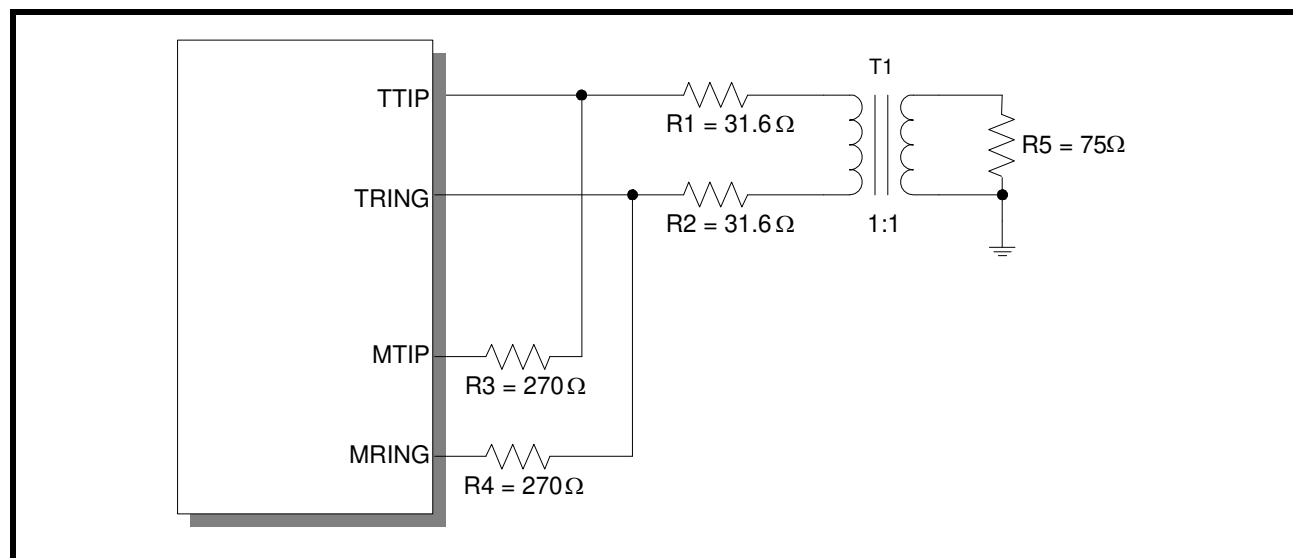 T1
TTIP
R1 = 31.6Ω
R5 = 75Ω
TRING
R2 = 31.6Ω
1:1
MTIP
R3 = 270Ω
MRING
R4 = 270Ω